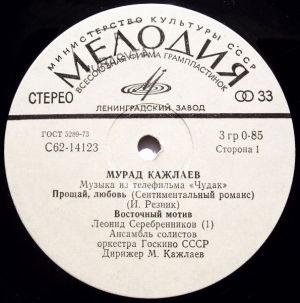 МИНИСТЕРСТВО КУЛЬТУРЫ СССР
МЕЛОДИЯ
ВСЕСОЮЗНАЯ ФИРМА ГРАМПЛАСТИНОК
СТЕРЕО
33
ЛЕНИНГРАДСКИЙ ЗАВОД
ГОСТ 5289-73
С62-14123
3 гр 0-85
Сторона 1
МУРАД КАЖЛАЕВ
Музыка из телефильма «Чудак»
Прощай, любовь (Сентиментальный романс)
(И. Резник)
Восточный мотив
Леонид Серебренников (1)
Ансамбль солистов
оркестра Госкино СССР
Дирижер М. Кажлаев